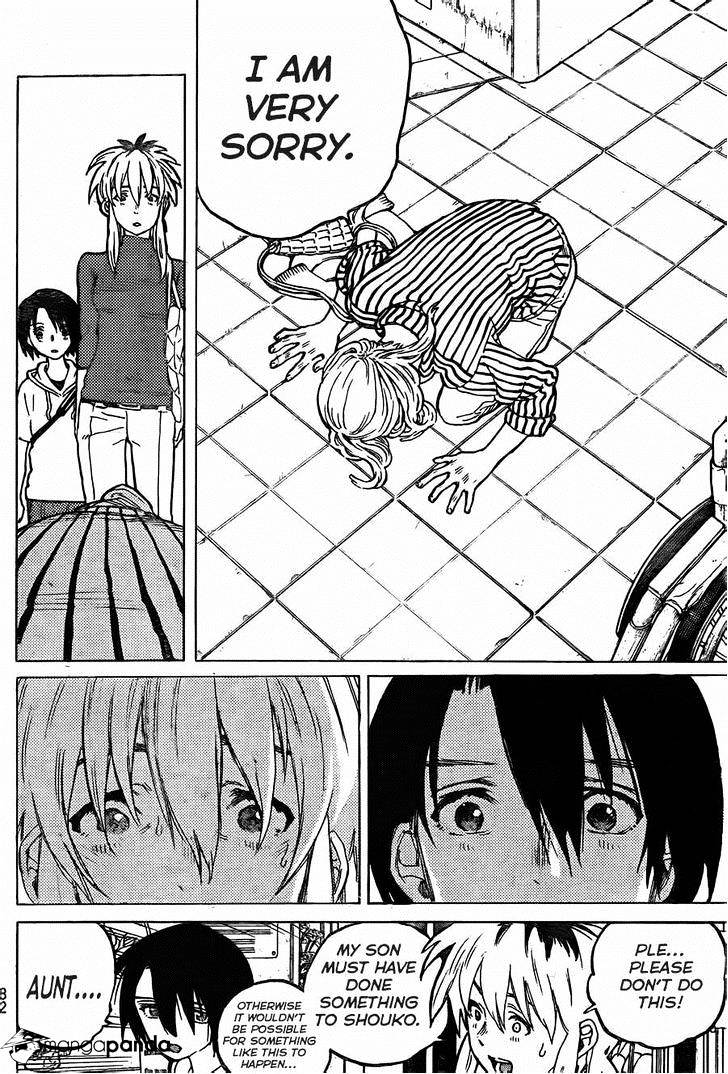 I AM
VERY
SORRY.
PLE...
PLEASE
DON'T DO
THIS!
MY SON
MUST HAVE
DONE
SOMETHING
TO SHOUKO.
OTHERWISE
IT WOULDN'T
BE POSSIBLE
FOR SOMETHING
LIKE THIS TO
HAPPEN...
AUNT....
82
mangapanda